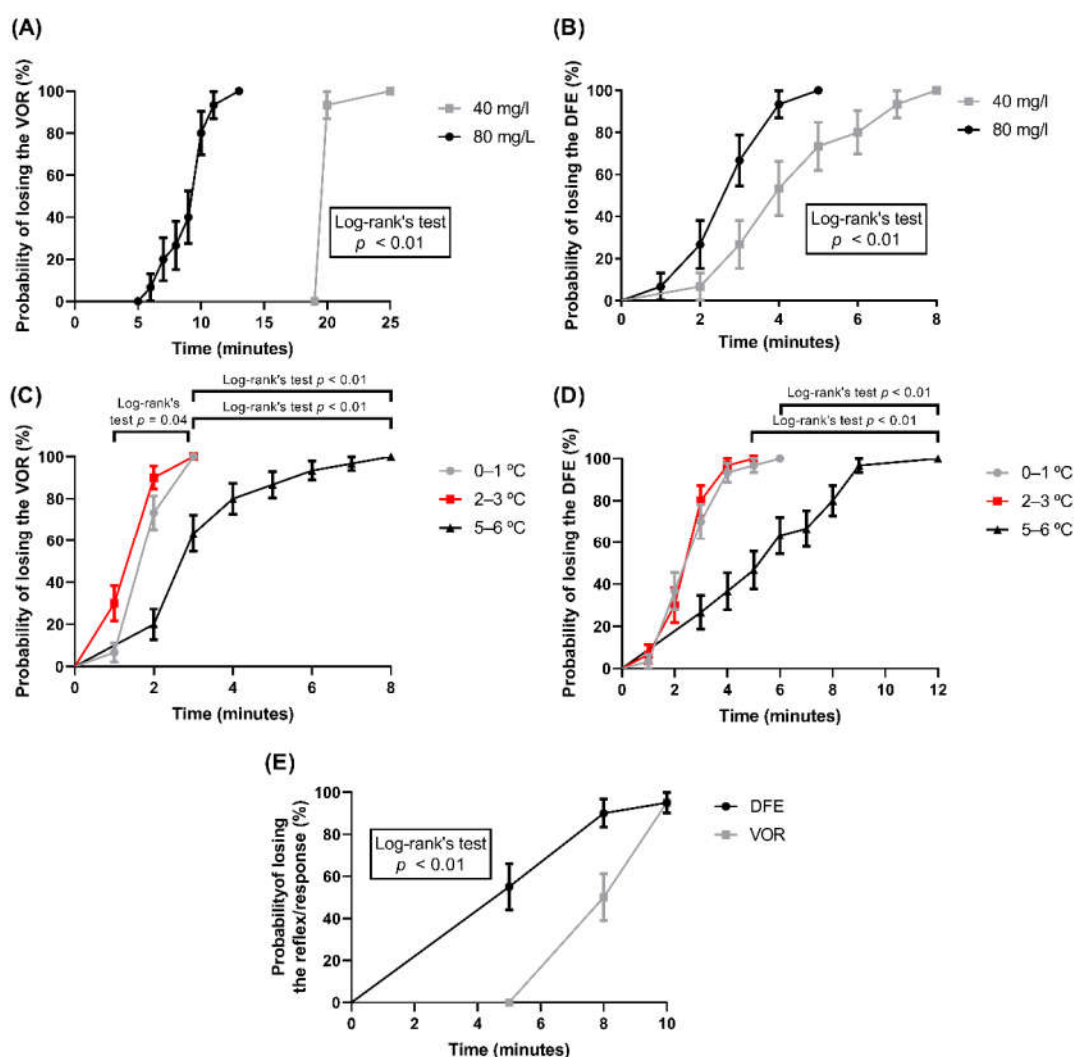 (A)
Probability of losing the VOR (%)
100
80
60
40
20
0
0 5 10 15 20 25
Time (minutes)
40 mg/l
80 mg/L
Log-rank's test
p < 0.01
(B)
Probability of losing the DFE (%)
100
80
60
40
20
0
0 2 4 6 8
Time (minutes)
40 mg/l
80 mg/l
Log-rank's test
p < 0.01
(C)
Log-rank's test p < 0.01
Log-rank's
test p = 0.04
Log-rank's test p < 0.01
Probability of losing the VOR (%)
100
80
60
40
20
0
0 2 4 6 8
Time (minutes)
0–1 ºC
2–3 ºC
5–6 ºC
(D)
Log-rank's test p < 0.01
Log-rank's test p < 0.01
Probability of losing the DFE (%)
100
80
60
40
20
0
0 2 4 6 8 10 12
Time (minutes)
0–1 ºC
2–3 ºC
5–6 ºC
(E)
Probabilityof losing
the reflex/response (%)
100
80
60
40
20
0
0 2 4 6 8 10
Time (minutes)
Log-rank's test
p < 0.01
DFE
VOR